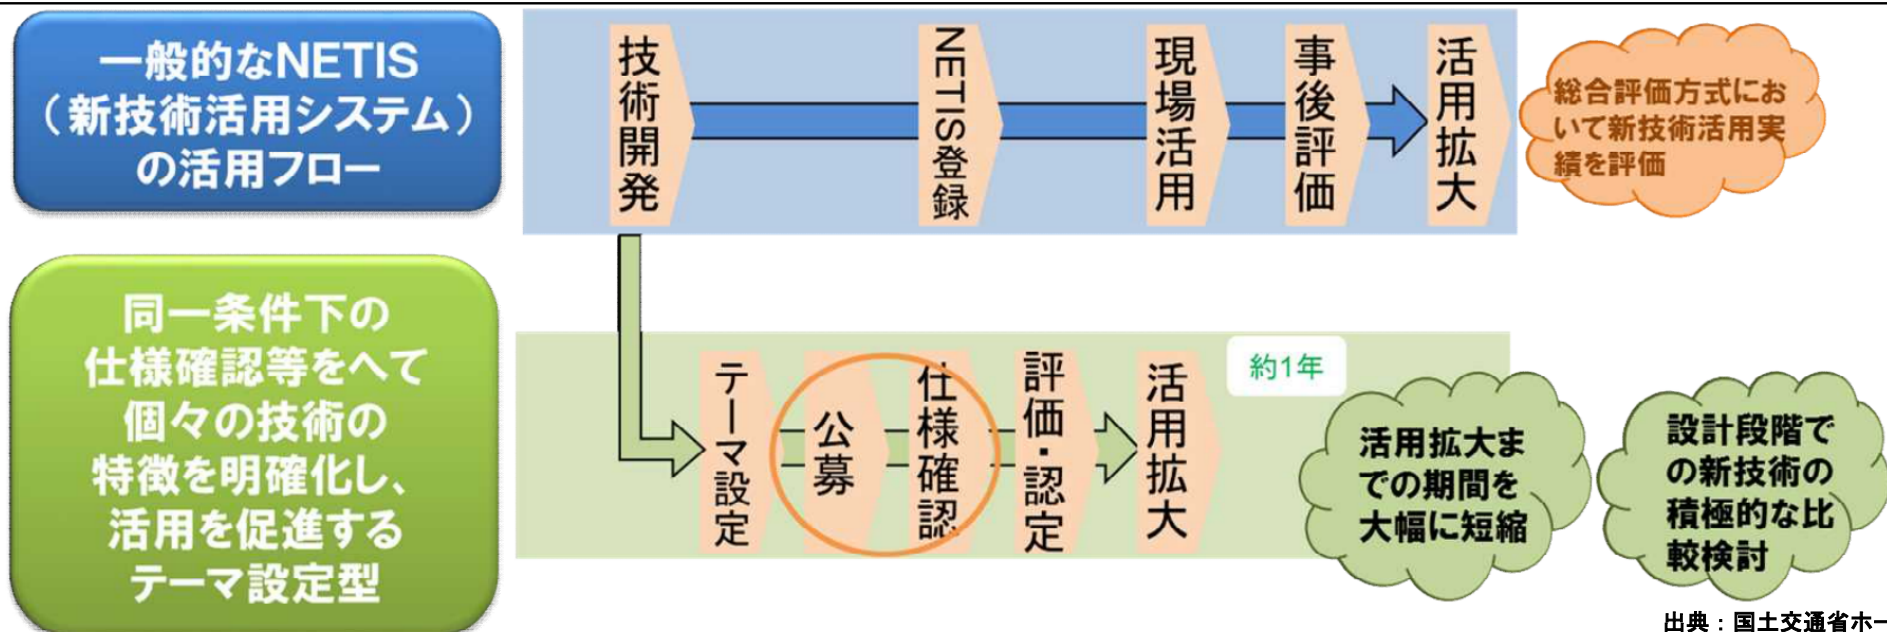 一般的なNETIS
（新技術活用システム）
の活用フロー
技術開発
NETIS登録
現場活用
事後評価
活用拡大
総合評価方式にお
いて新技術活用実
績を評価
同一条件下の
仕様確認等をへて
個々の技術の
特徴を明確化し、
活用を促進する
テーマ設定型
テーマ設定
公募
仕様確認
評価・認定
活用拡大
約1年
活用拡大ま
での期間を
大幅に短縮
設計段階で
の新技術の
積極的な比
較検討
出典：国土交通省ホー